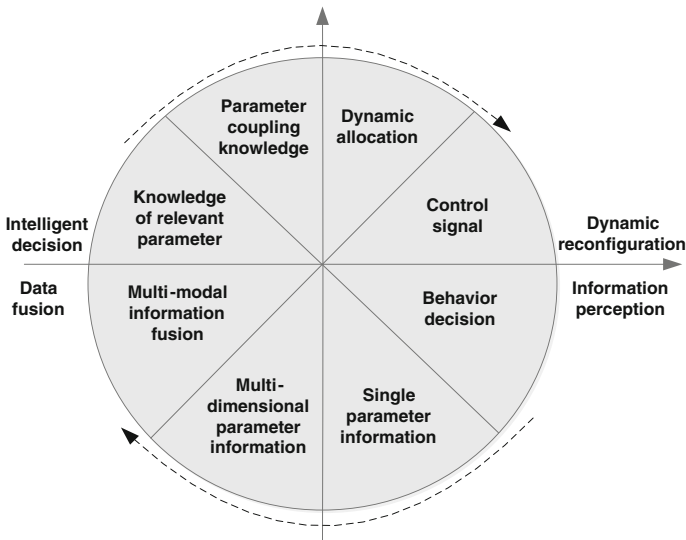 Parameter
coupling
knowledge
Dynamic
allocation
Knowledge
of relevant
parameter
Control
signal
Intelligent
decision
Dynamic
reconfiguration
Data
fusion
Multi-modal
information
fusion
Behavior
decision
Information
perception
Multi-
dimensional
parameter
information
Single
parameter
information